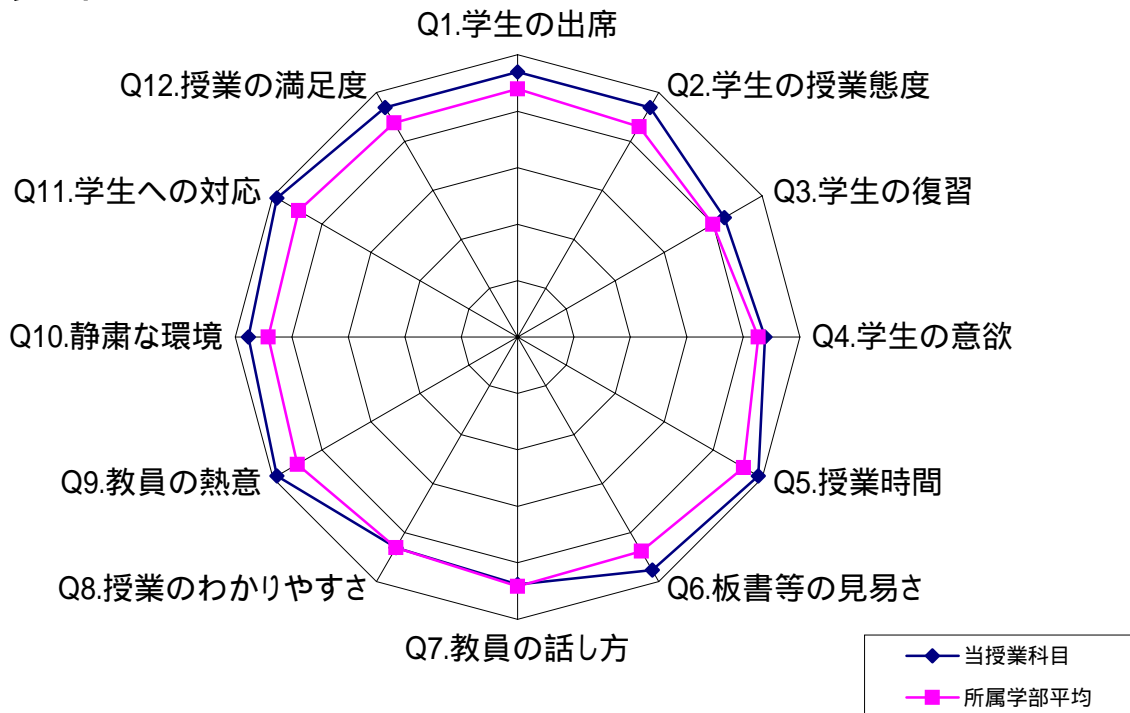 Q1.学生の出席
Q2.学生の授業態度
Q3.学生の復習
Q4.学生の意欲
Q5.授業時間
Q6.板書等の見易さ
Q7.教員の話し方
Q8.授業のわかりやすさ
Q9.教員の熱意
Q10.静粛な環境
Q11.学生への対応
Q12.授業の満足度
当授業科目
所属学部平均